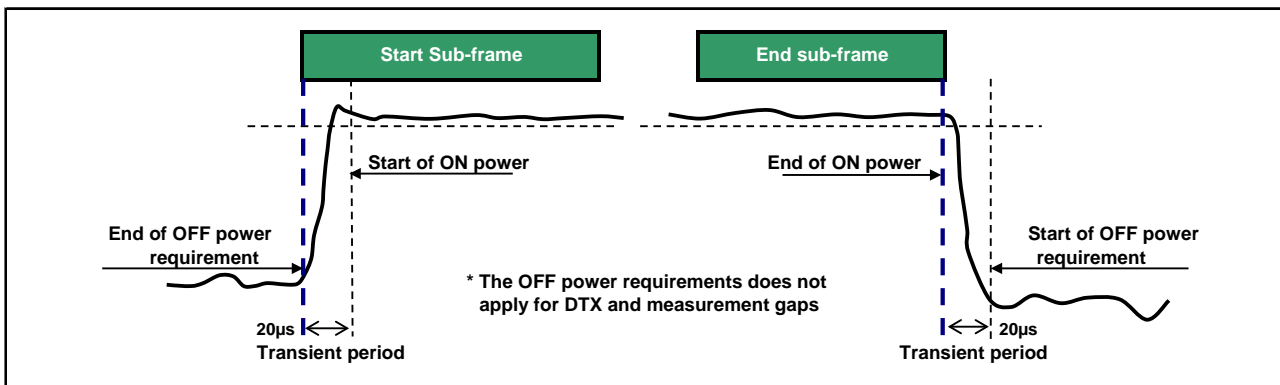 Start Sub-frame
End sub-frame
Start of ON power
End of ON power
End of OFF power
requirement
Start of OFF power
requirement
* The OFF power requirements does not
apply for DTX and measurement gaps
20µs
20µs
Transient period
Transient period